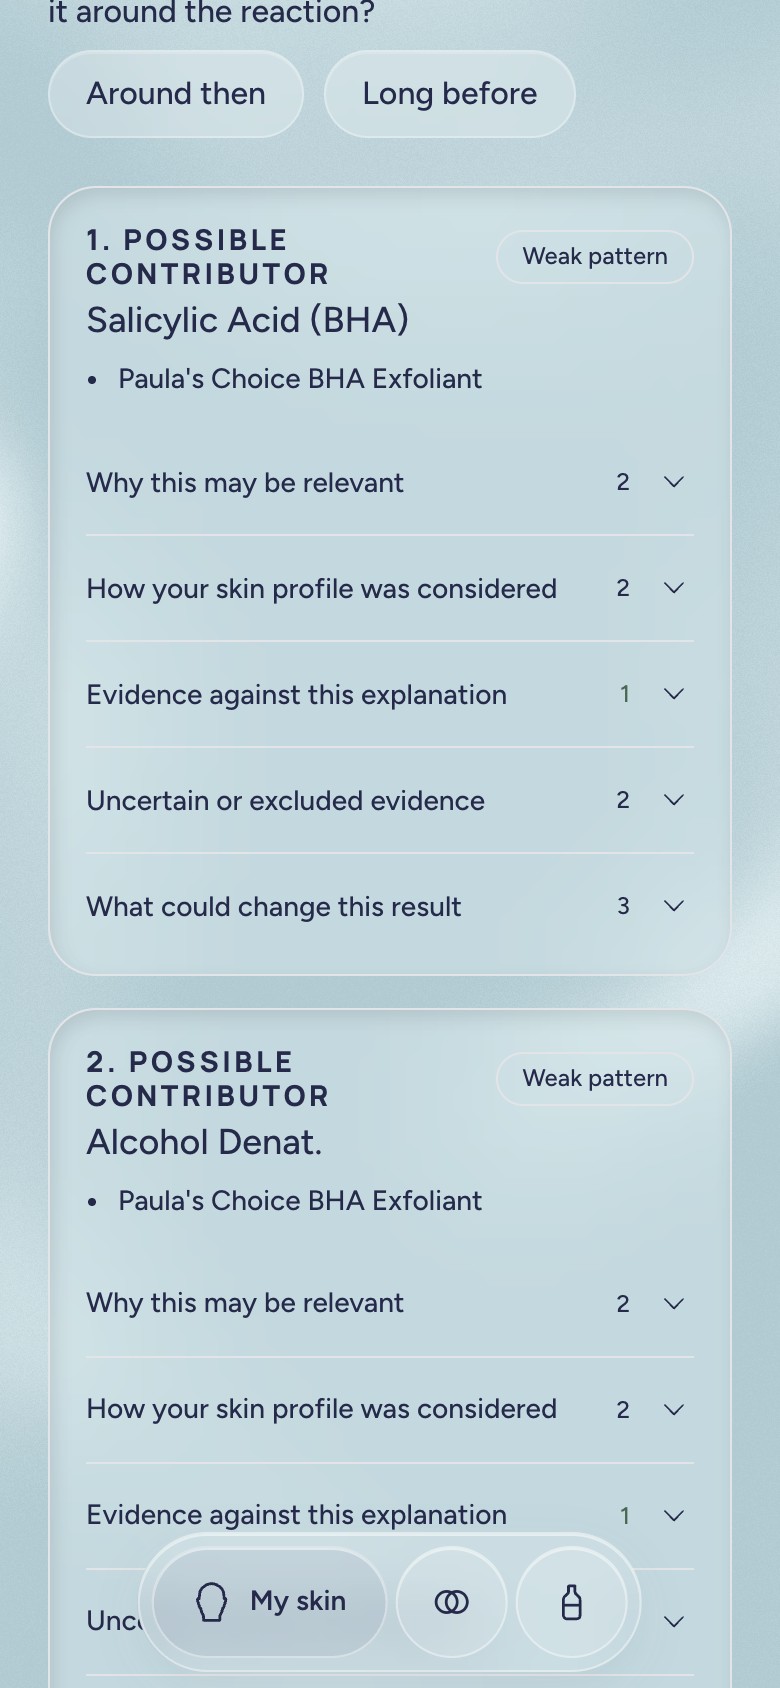 it around the reaction?
Around then
Long before
1. POSSIBLE
CONTRIBUTOR
Weak pattern
Salicylic Acid (BHA)
• Paula's Choice BHA Exfoliant
Why this may be relevant 2
How your skin profile was considered 2
Evidence against this explanation 1
Uncertain or excluded evidence 2
What could change this result 3
2. POSSIBLE
CONTRIBUTOR
Weak pattern
Alcohol Denat.
• Paula's Choice BHA Exfoliant
Why this may be relevant 2
How your skin profile was considered 2
Evidence against this explanation 1
My skin